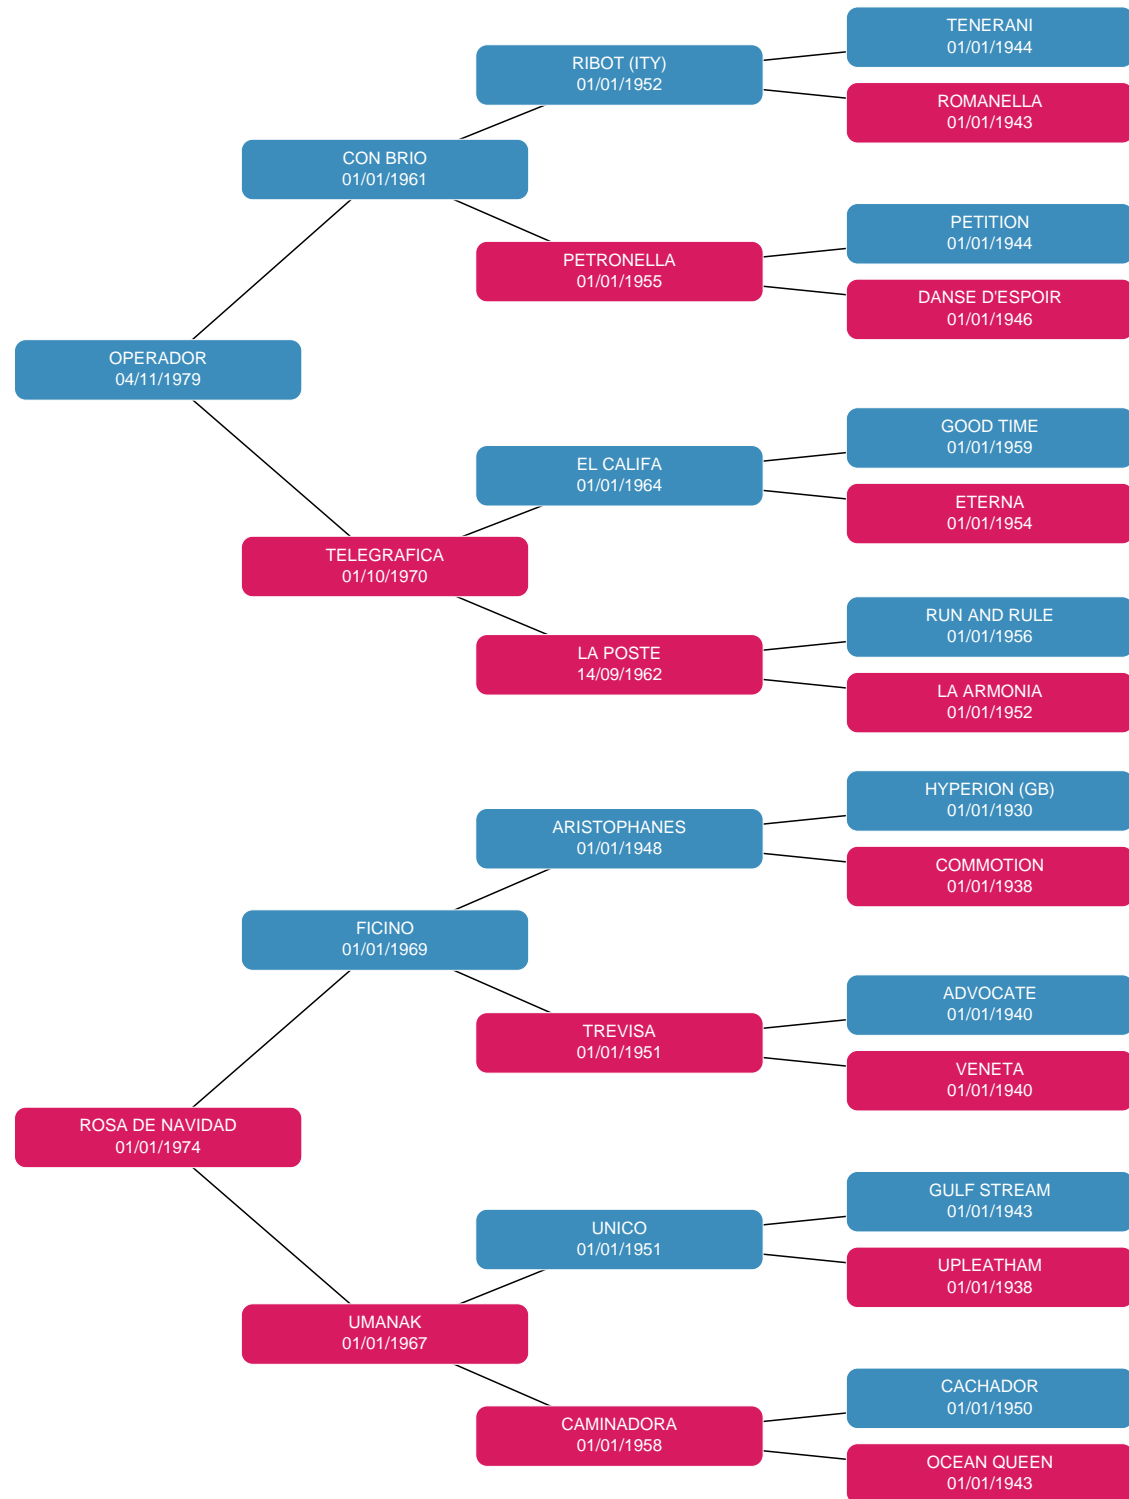 TENERANI
01/01/1944
RIBOT (ITY)
01/01/1952
ROMANELLA
01/01/1943
CON BRIO
01/01/1961
PETITION
01/01/1944
PETRONELLA
01/01/1955
DANSE D'ESPOIR
01/01/1946
OPERADOR
04/11/1979
GOOD TIME
01/01/1959
EL CALIFA
01/01/1964
ETERNA
01/01/1954
TELEGRAFICA
01/10/1970
RUN AND RULE
01/01/1956
LA POSTE
14/09/1962
LA ARMONIA
01/01/1952
HYPERION (GB)
01/01/1930
ARISTOPHANES
01/01/1948
COMMOTION
01/01/1938
FICINO
01/01/1969
ADVOCATE
01/01/1940
TREVISA
01/01/1951
VENETA
01/01/1940
ROSA DE NAVIDAD
01/01/1974
GULF STREAM
01/01/1943
UNICO
01/01/1951
UPLEATHAM
01/01/1938
UMANAK
01/01/1967
CACHADOR
01/01/1950
CAMINADORA
01/01/1958
OCEAN QUEEN
01/01/1943